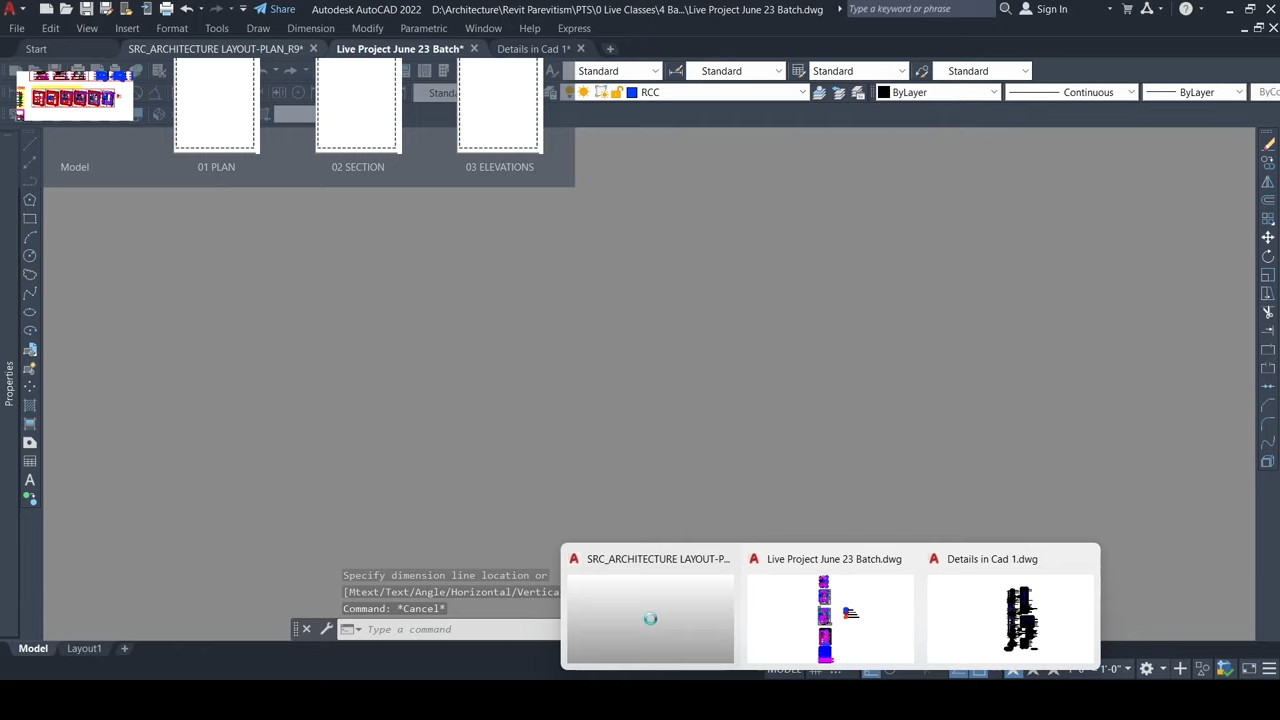 Share
Autodesk AutoCAD 2022
D:\Architecture\Revit Parevitism\PTS\0 Live Classes\4 Ba...\Live Project June 23 Batch.dwg
Type a keyword or phrase
Sign In
File Edit View Insert Format Tools Draw Dimension Modify Parametric Window Help Express
Start
SRC_ARCHITECTURE LAYOUT-PLAN_R9*
Live Project June 23 Batch*
Details in Cad 1*
Standard Standard Standard Standard
Stand
RCC
ByLayer
Continuous
ByLayer
ByCo
Model
01 PLAN
02 SECTION
03 ELEVATIONS
Properties
SRC_ARCHITECTURE LAYOUT-P...
Live Project June 23 Batch.dwg
Details in Cad 1.dwg
Specify dimension line location or
[Mtext/Text/Angle/Horizontal/Vertica
Command: *Cancel*
Type a command
Model
Layout1
MODEL